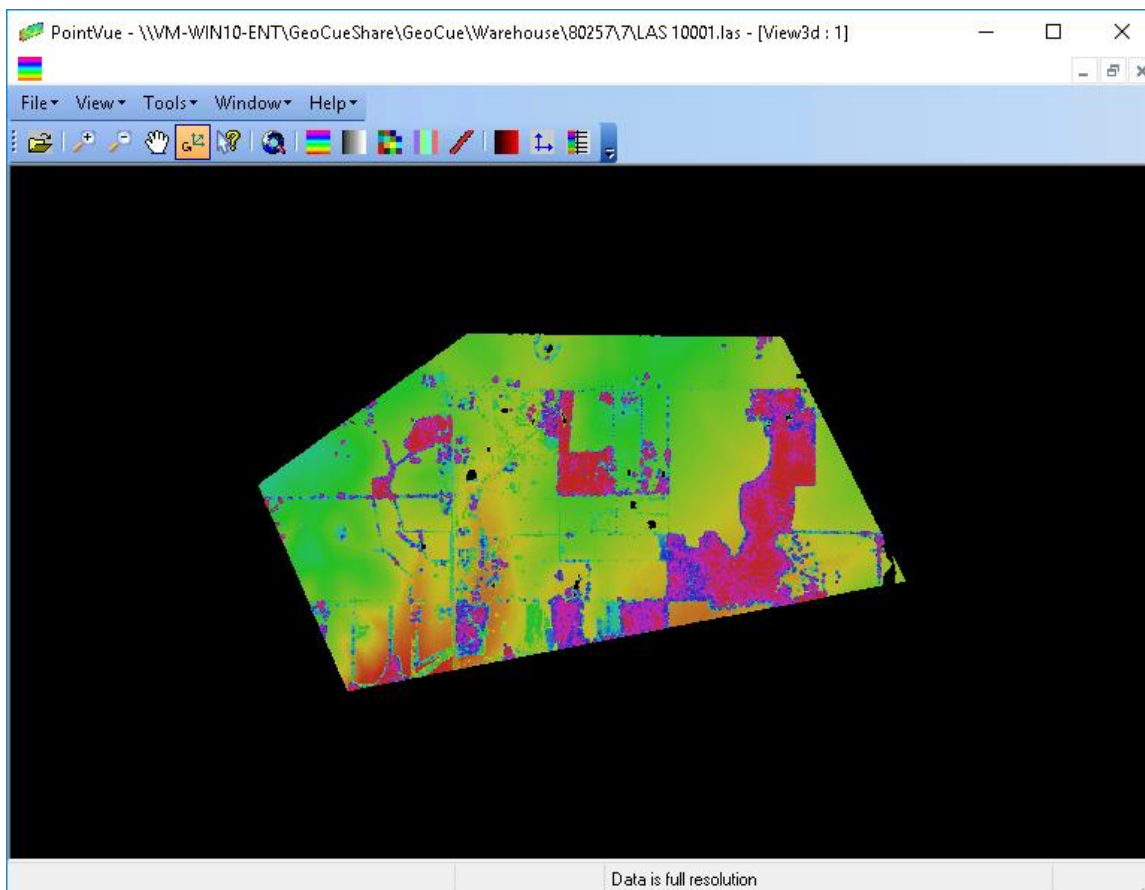 PointVue - \\VM-WIN10-ENT\GeoCueShare\GeoCue\Warehouse\80257\7\LAS 10001.las - [View3d : 1]
File View Tools Window Help
G
Data is full resolution